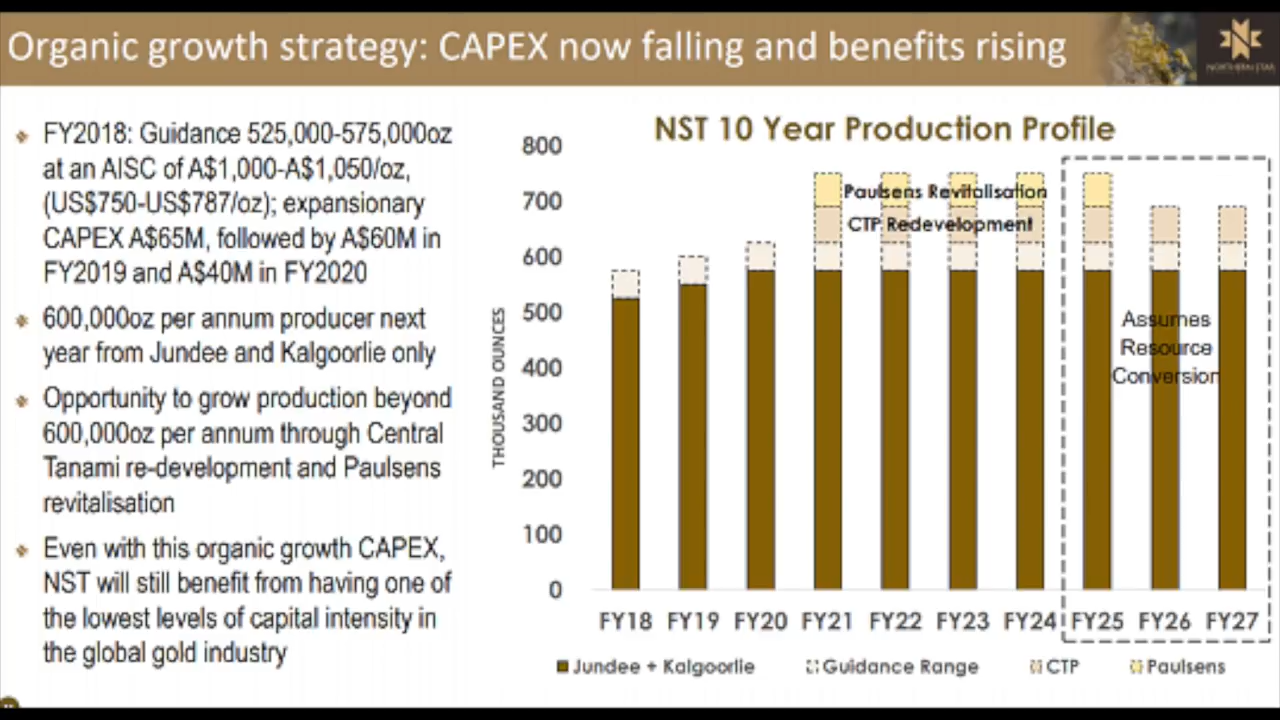 Organic growth strategy: CAPEX now falling and benefits rising
NORTHERN STAR
FY2018: Guidance 525,000-575,000oz
at an AISC of A$1,000-A$1,050/oz,
(US$750-US$787/oz); expansionary
CAPEX A$65M, followed by A$60M in
FY2019 and A$40M in FY2020
600,000oz per annum producer next
year from Jundee and Kalgoorlie only
Opportunity to grow production beyond
600,000oz per annum through Central
Tanami re-development and Paulsens
revitalisation
Even with this organic growth CAPEX,
NST will still benefit from having one of
the lowest levels of capital intensity in
the global gold industry
NST 10 Year Production Profile
THOUSAND OUNCES
800
700
600
500
400
300
200
100
0
Paulsens Revitalisation
CTP Redevelopment
Assumes
Resource
Conversion
FY18 FY19 FY20 FY21 FY22 FY23 FY24 FY25 FY26 FY27
Jundee + Kalgoorlie Guidance Range CTP Paulsens